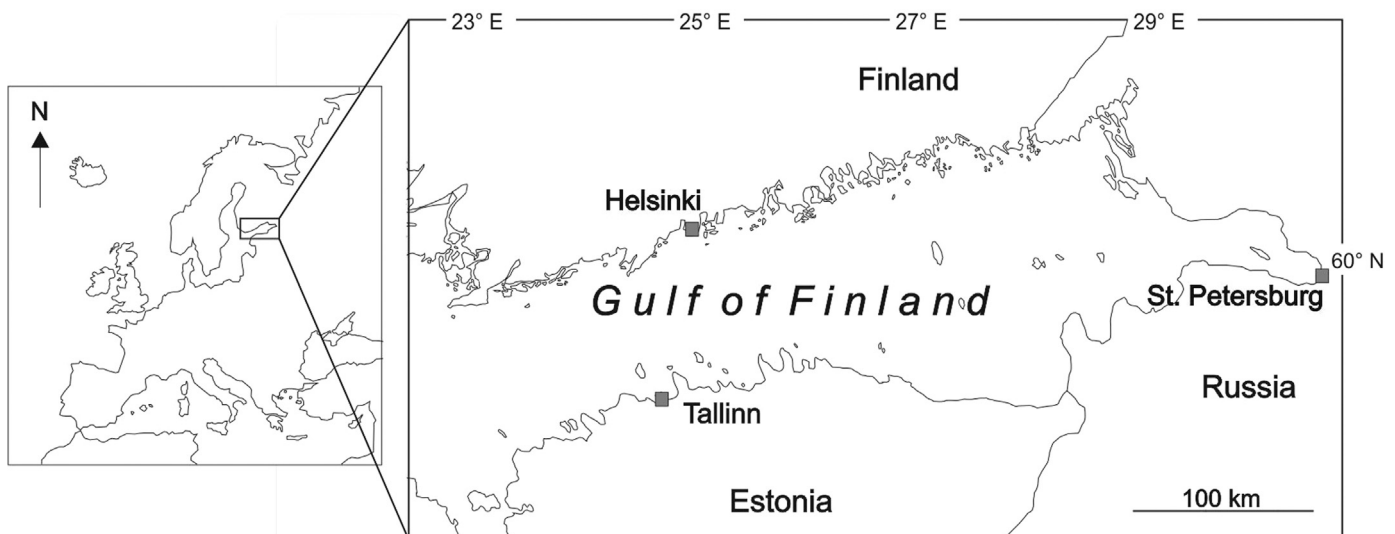 23° E 25° E 27° E 29° E
Finland
N
Helsinki
60° N
Gulf of Finland
St. Petersburg
Russia
Tallinn
Estonia
100 km